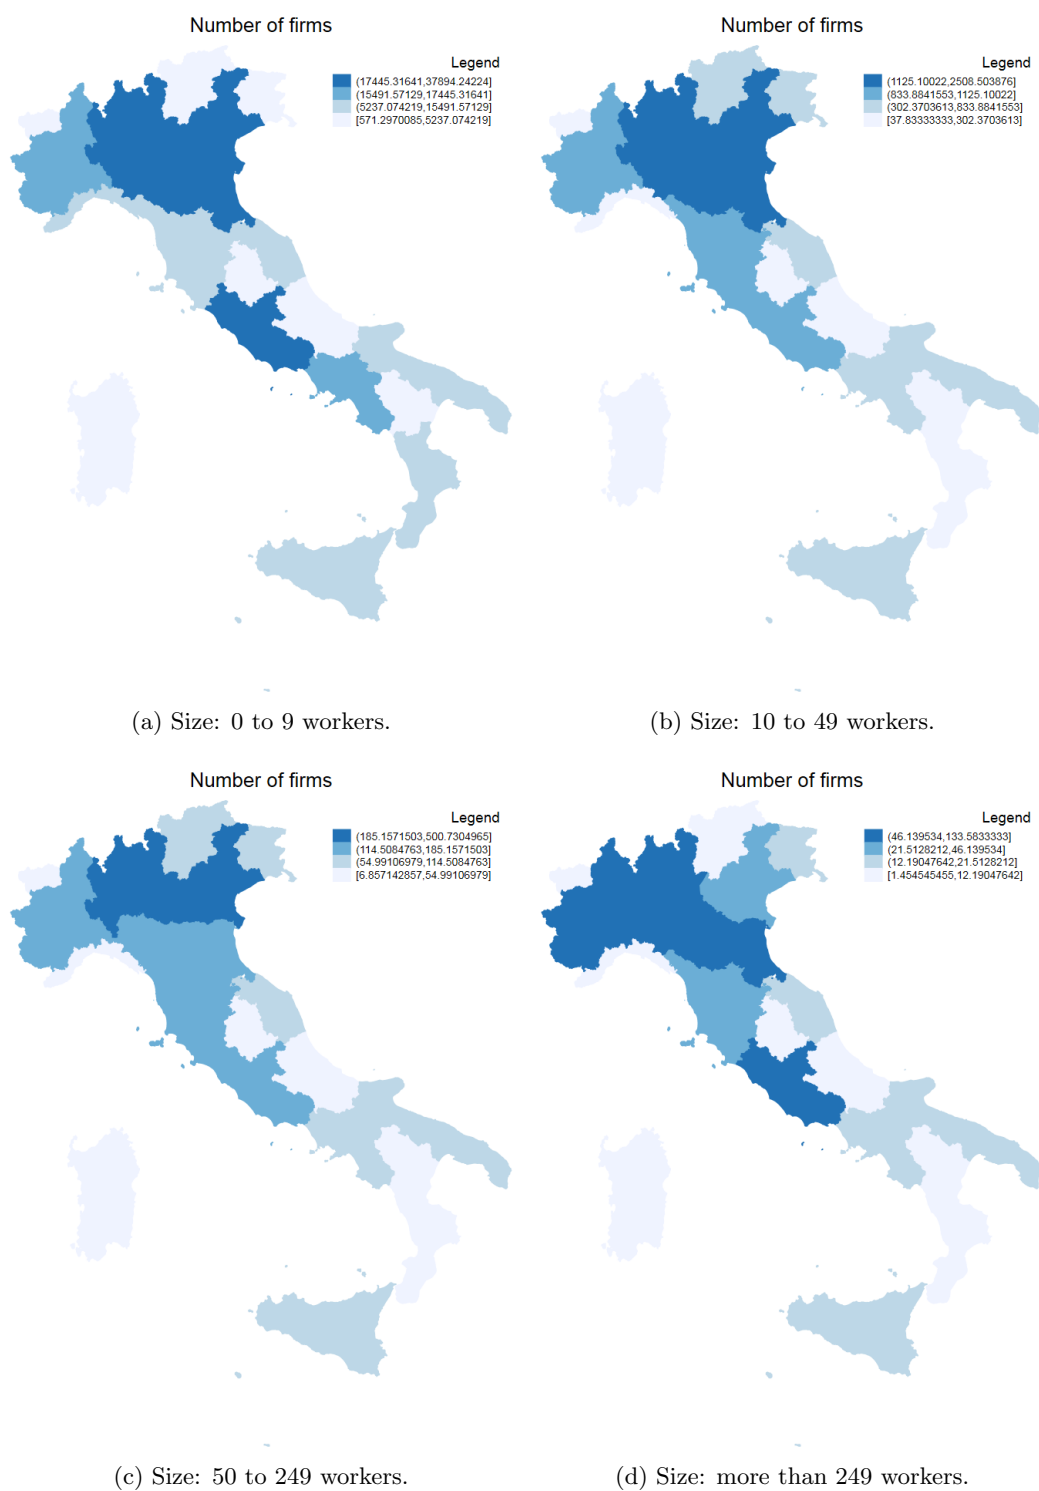 Number of firms
Legend
(17445.31641,37894.24224]
(15491.57129,17445.31641]
(5237.074219,15491.57129]
[571.2970085,5237.074219]
(a) Size: 0 to 9 workers.
Number of firms
Legend
(1125.10022,2508.503876]
(833.8841553,1125.10022]
(302.3703613,833.8841553]
[37.83333333,302.3703613]
(b) Size: 10 to 49 workers.
Number of firms
Legend
(185.1571503,500.7304965]
(114.5084763,185.1571503]
(54.99106979,114.5084763]
[6.857142857,54.99106979]
(c) Size: 50 to 249 workers.
Number of firms
Legend
(46.139534,133.5833333]
(21.5128212,46.139534]
(12.19047642,21.5128212]
[1.454545455,12.19047642]
(d) Size: more than 249 workers.